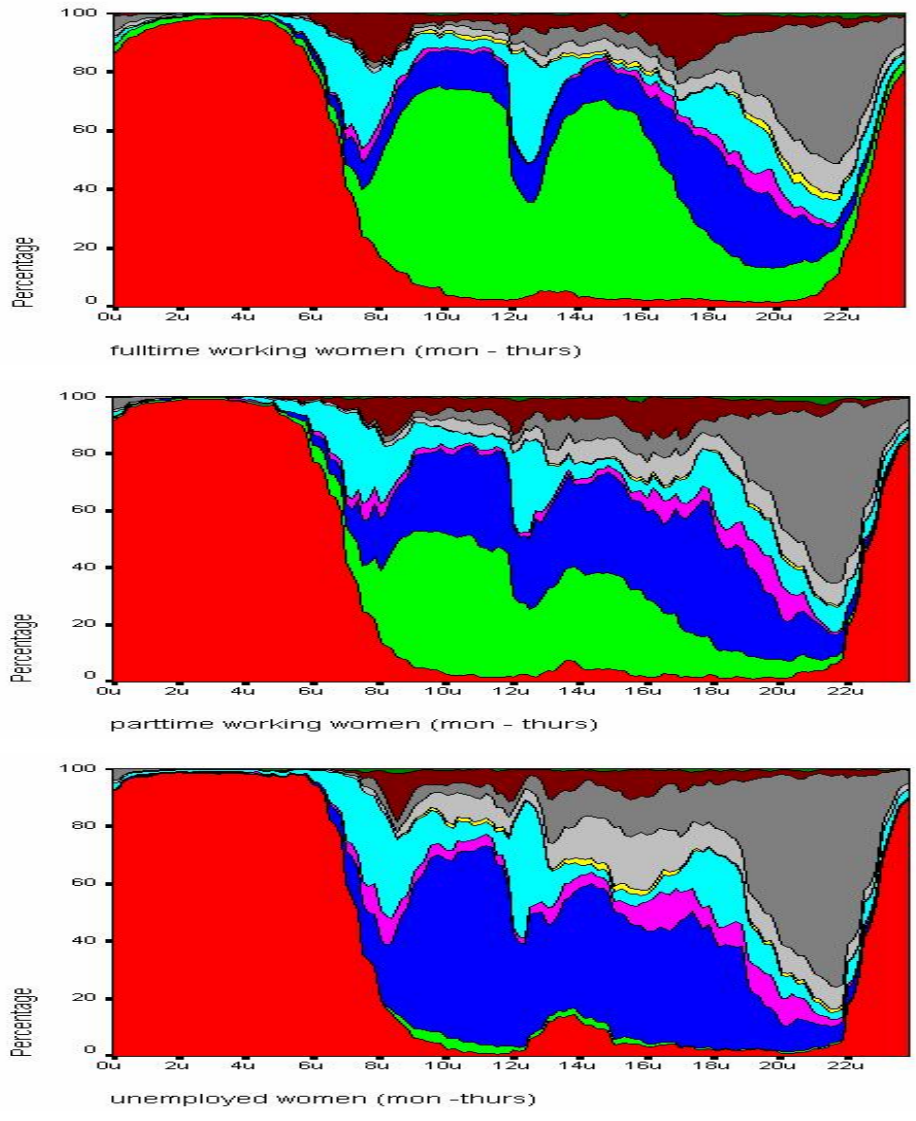 100
80
60
40
20
0
Percentage
0u 2u 4u 6u 8u 10u 12u 14u 16u 18u 20u 22u
fulltime working women (mon - thurs)
100
80
60
40
20
0
Percentage
0u 2u 4u 6u 8u 10u 12u 14u 16u 18u 20u 22u
parttime working women (mon - thurs)
100
80
60
40
20
0
Percentage
0u 2u 4u 6u 8u 10u 12u 14u 16u 18u 20u 22u
unemployed women (mon -thurs)